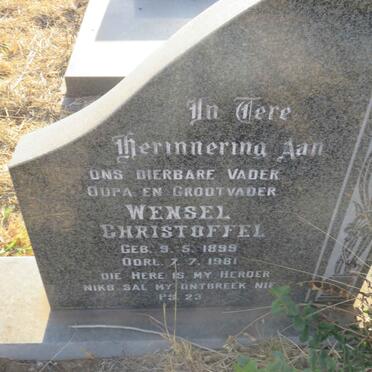 In Tere
Herinnering Aan
ONS DIERBARE VADER
OUPA EN GROOTVADER
WENSEL
CHRISTOFFEL
GEB. 9. 5. 1899
OORL. 7. 7. 1981
DIE HERE IS MY HERDER
NIKS SAL MY ONTBREEK NIE
PS. 23